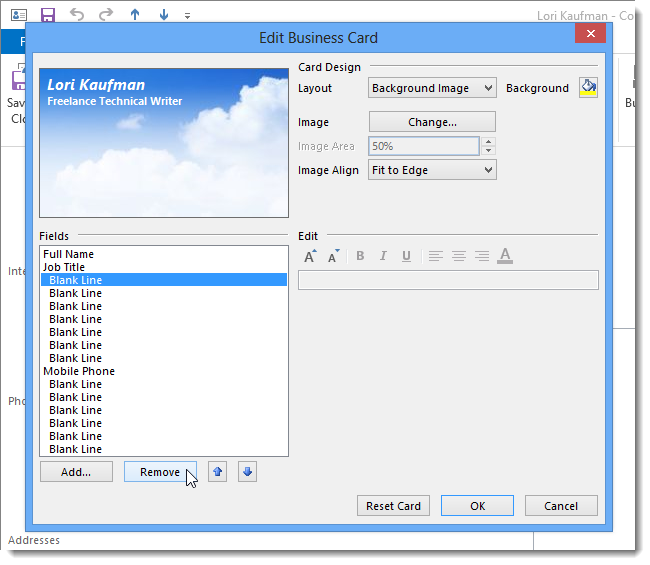 Lori Kaufman - Co
Edit Business Card
Lori Kaufman
Freelance Technical Writer
Card Design
Layout Background Image Background
Image Change...
Image Area 50%
Image Align Fit to Edge
Fields
Edit
Full Name
Job Title
Blank Line
Blank Line
Blank Line
Blank Line
Blank Line
Blank Line
Blank Line
Mobile Phone
Blank Line
Blank Line
Blank Line
Blank Line
Blank Line
Blank Line
A A B I U A
Add... Remove
Reset Card OK Cancel
F
Sav
Clo
Bu
Inte
Pho
Addresses